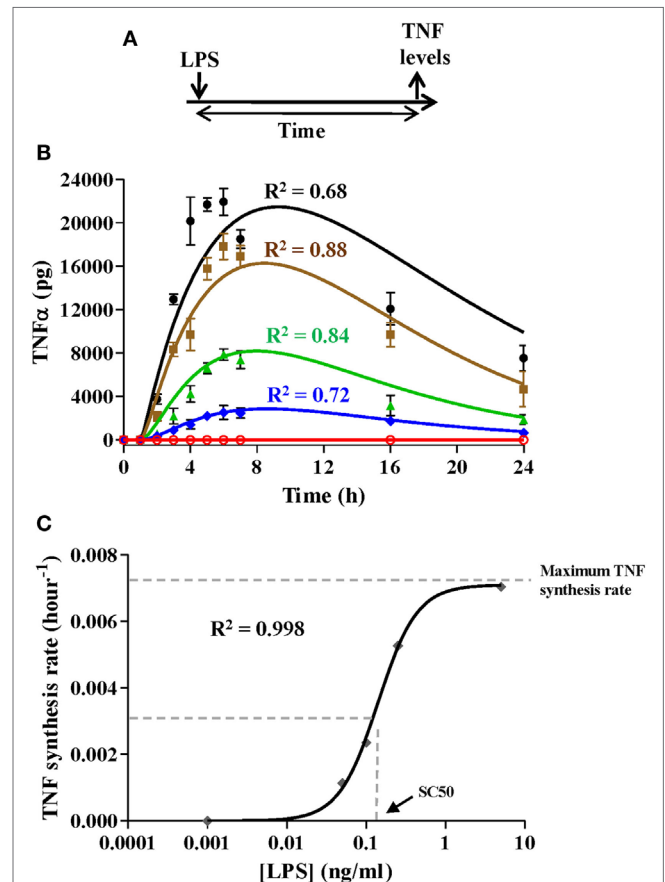 A
LPS
TNF
levels
Time
B
24000
20000
16000
12000
8000
4000
0
TNFα (pg)
R² = 0.68
R² = 0.88
R² = 0.84
R² = 0.72
0 4 8 12 16 20 24
Time (h)
C
0.008
0.006
0.004
0.002
0.000
TNF synthesis rate (hour⁻¹)
R² = 0.998
Maximum TNF
synthesis rate
SC50
0.0001 0.001 0.01 0.1 1 10
[LPS] (ng/ml)